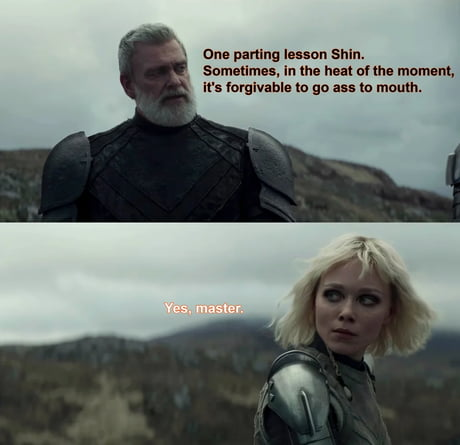 One parting lesson Shin.
Sometimes, in the heat of the moment,
it's forgivable to go ass to mouth.
Yes, master.